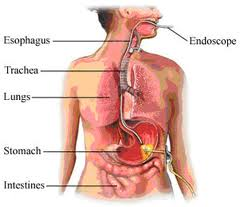 Esophagus
Endoscope
Trachea
Lungs
Stomach
Intestines